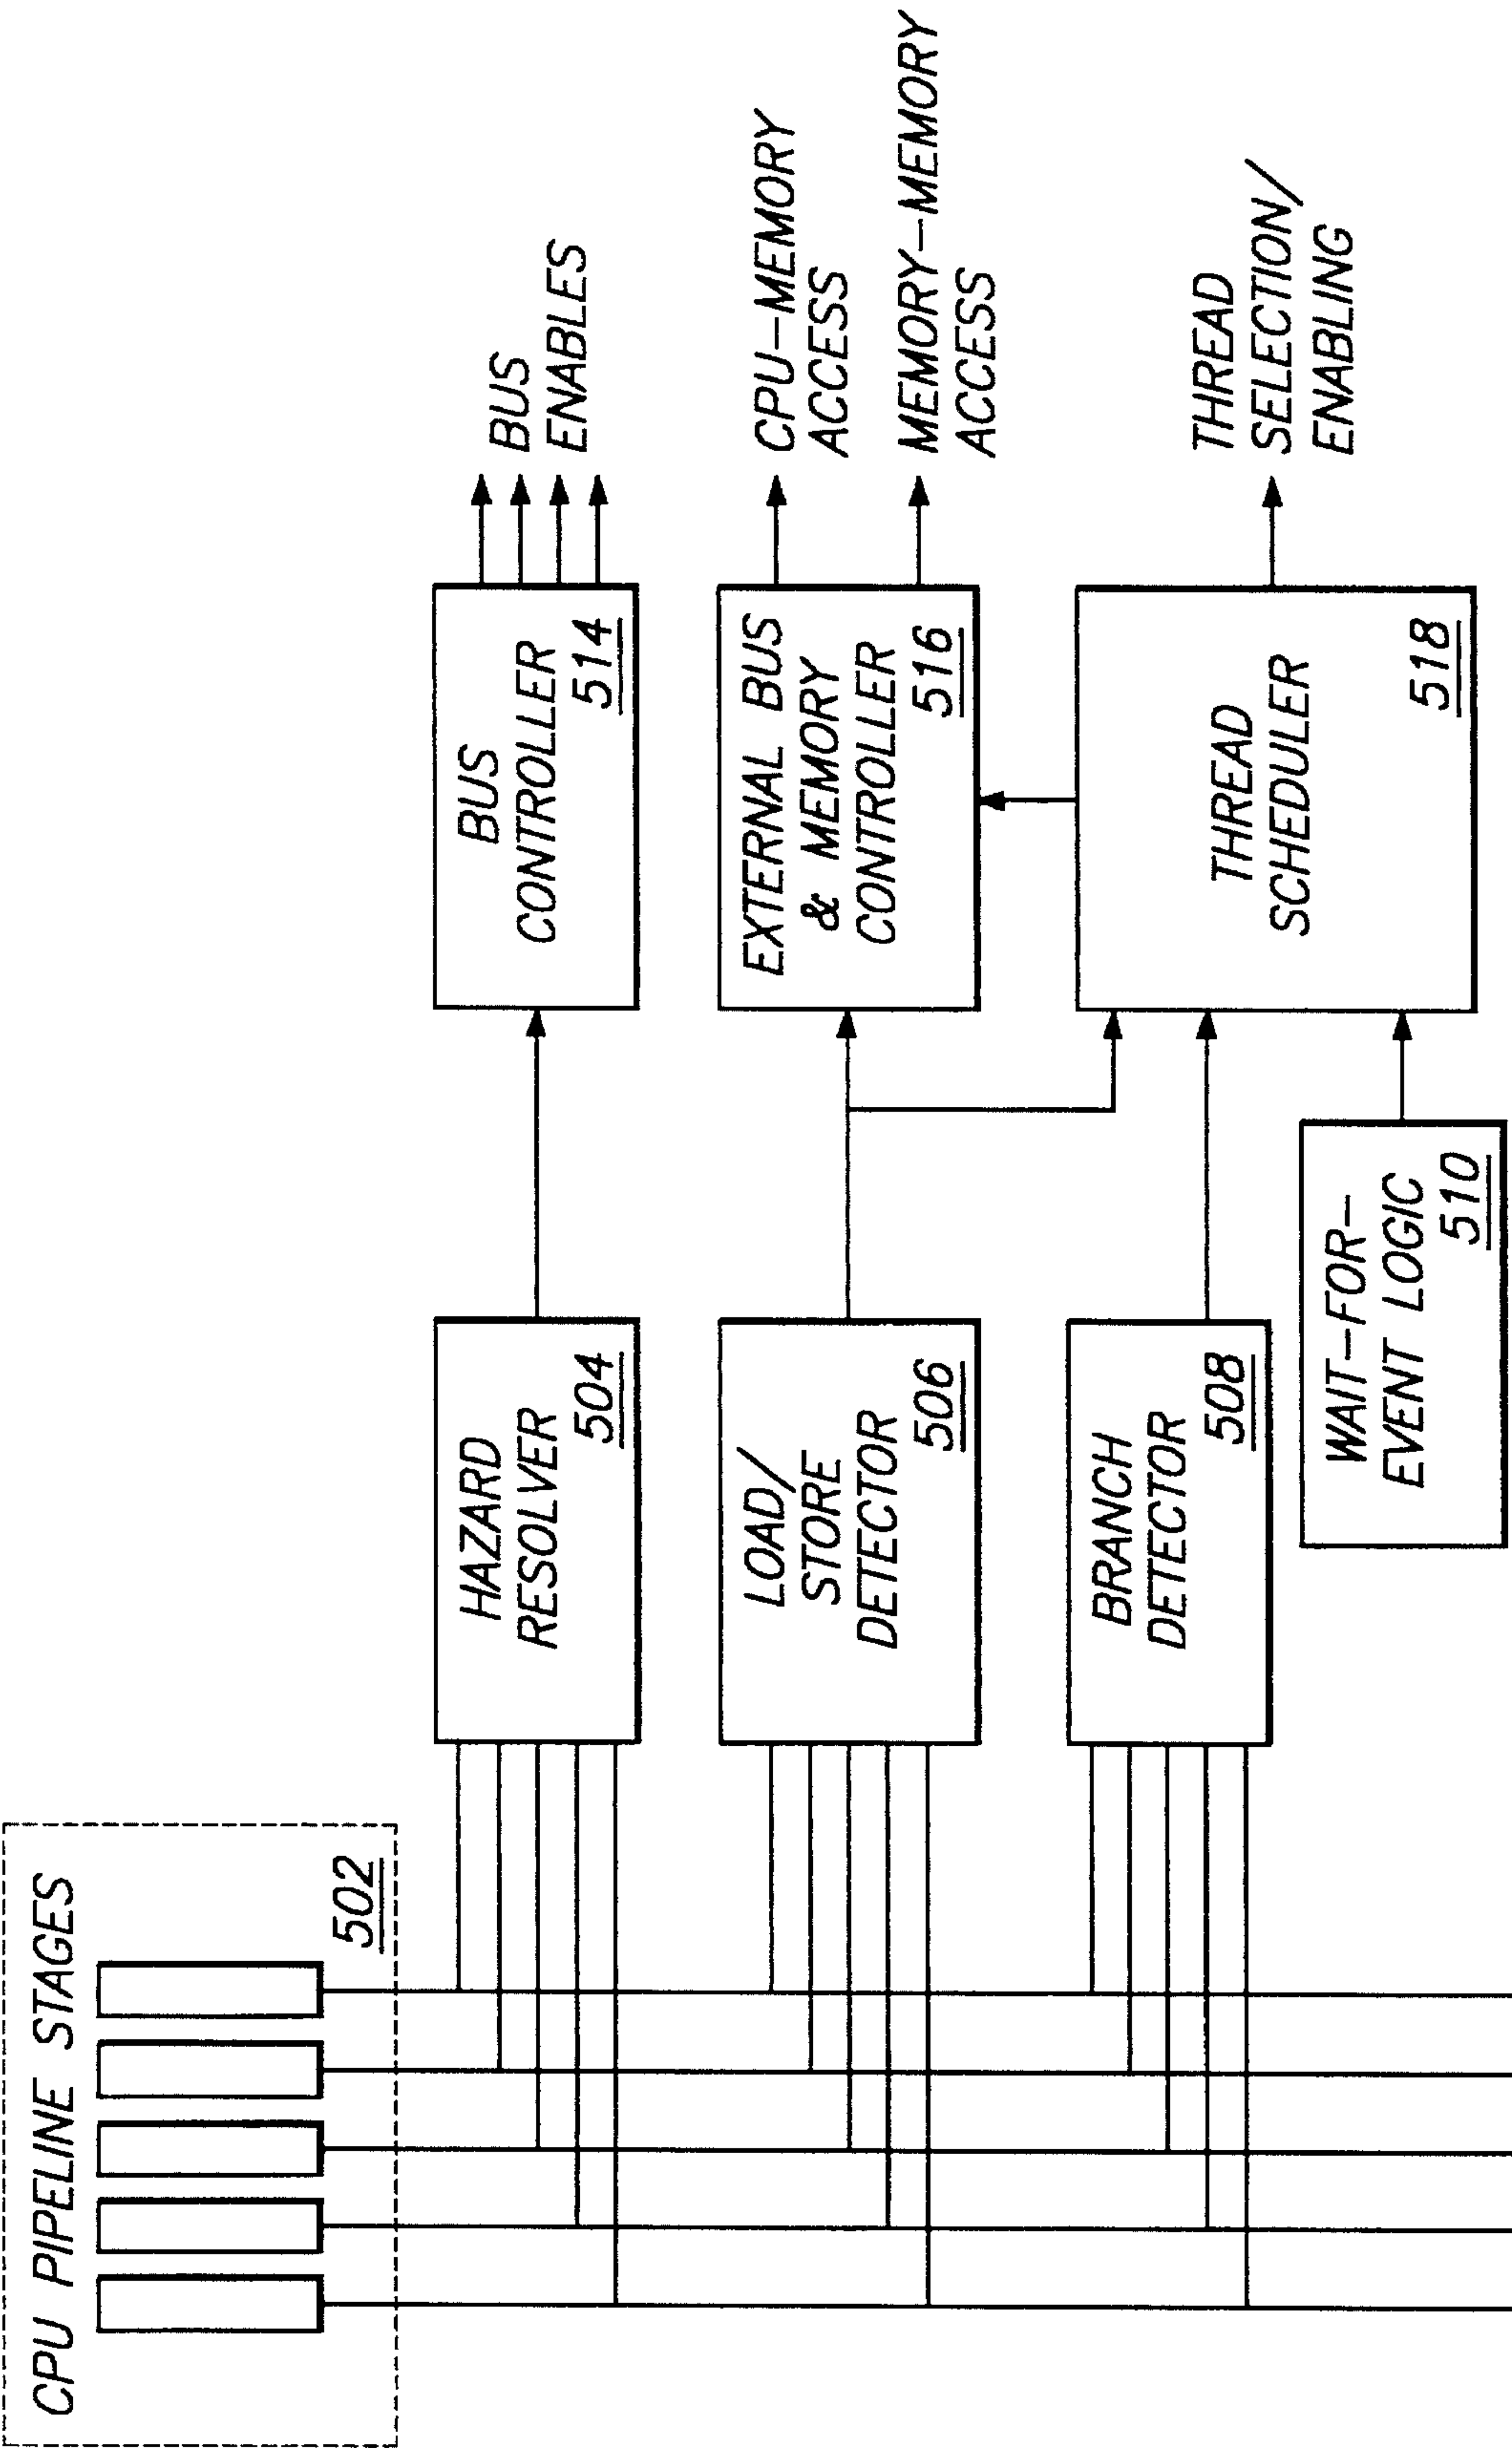 CPU PIPELINE STAGES
502
HAZARD
RESOLVER
504
BUS
CONTROLLER
514
BUS
ENABLES
LOAD/
STORE
DETECTOR
506
EXTERNAL BUS
& MEMORY
CONTROLLER
516
CPU–MEMORY
ACCESS
MEMORY–MEMORY
ACCESS
BRANCH
DETECTOR
508
THREAD
SCHEDULER
518
THREAD
SELECTION/
ENABLING
WAIT–FOR–
EVENT LOGIC
510